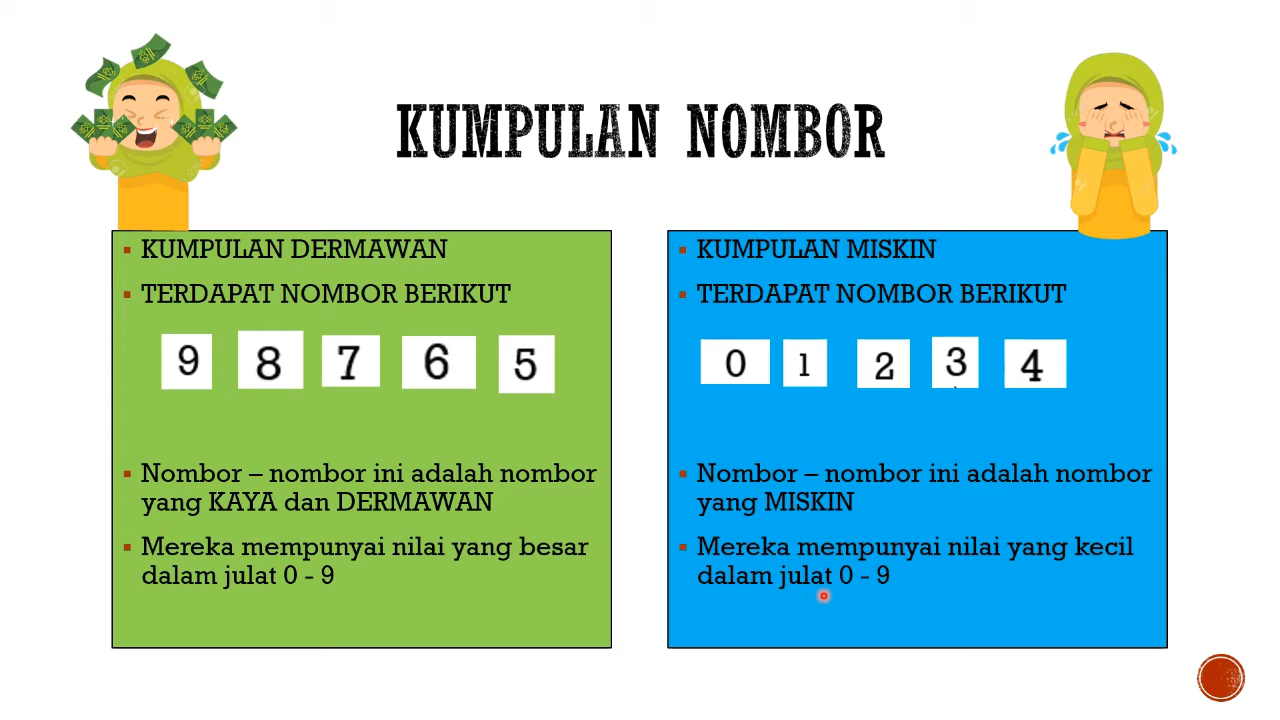 KUMPULAN NOMBOR
KUMPULAN DERMAWAN
TERDAPAT NOMBOR BERIKUT
9 8 7 6 5
Nombor – nombor ini adalah nombor
yang KAYA dan DERMAWAN
Mereka mempunyai nilai yang besar
dalam julat 0 - 9
KUMPULAN MISKIN
TERDAPAT NOMBOR BERIKUT
0 1 2 3 4
Nombor – nombor ini adalah nombor
yang MISKIN
Mereka mempunyai nilai yang kecil
dalam julat 0 - 9